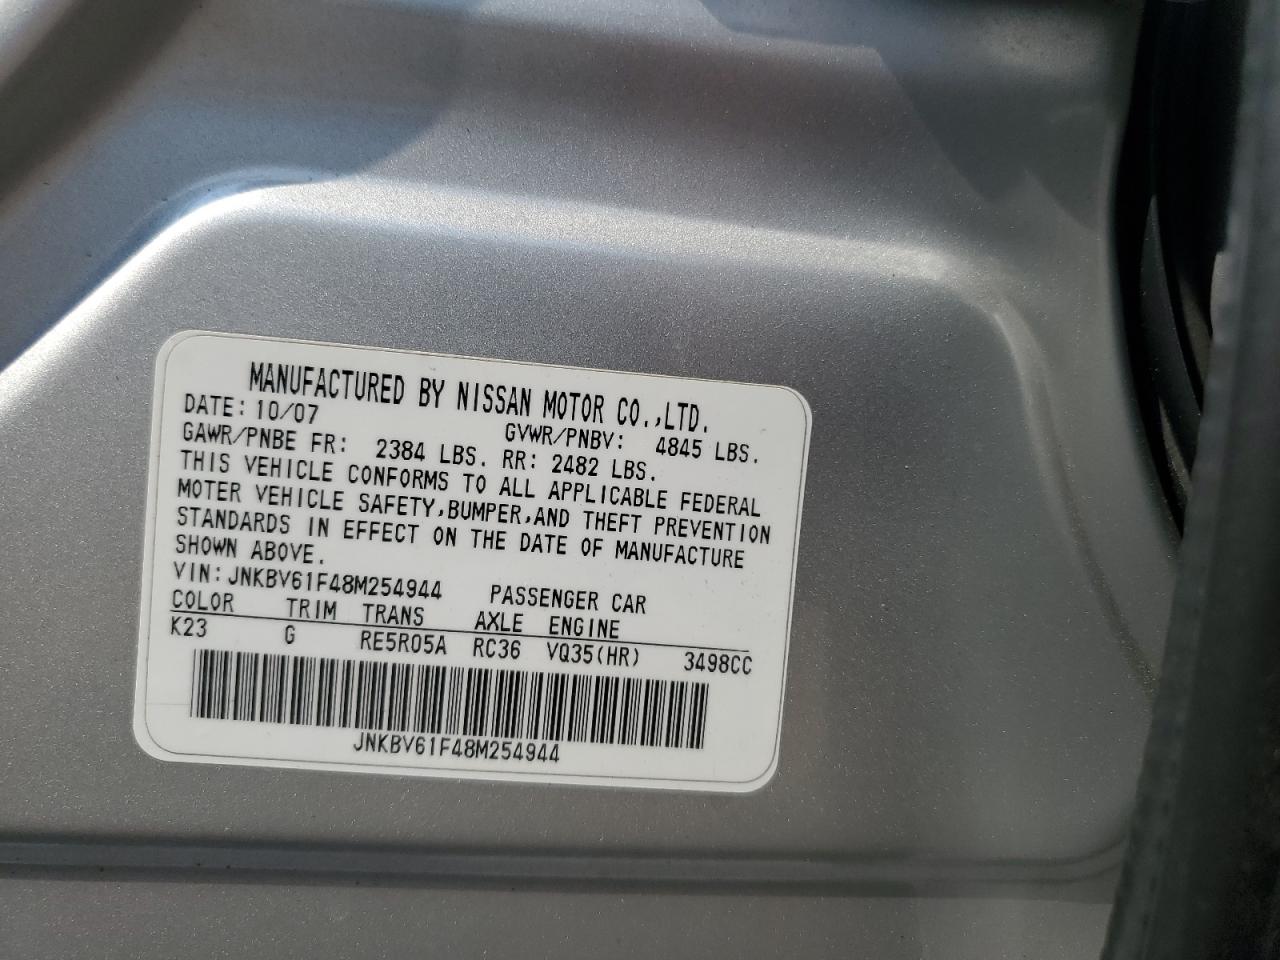 MANUFACTURED BY NISSAN MOTOR CO.,LTD.
DATE: 10/07
GVWR/PNBV: 4845 LBS.
GAWR/PNBE FR: 2384 LBS. RR: 2482 LBS.
THIS VEHICLE CONFORMS TO ALL APPLICABLE FEDERAL
MOTER VEHICLE SAFETY,BUMPER,AND THEFT PREVENTION
STANDARDS IN EFFECT ON THE DATE OF MANUFACTURE
SHOWN ABOVE.
VIN: JNKBV61F48M254944 PASSENGER CAR
COLOR TRIM TRANS AXLE ENGINE
K23 G RE5R05A RC36 VQ35(HR) 3498CC
JNKBV61F48M254944